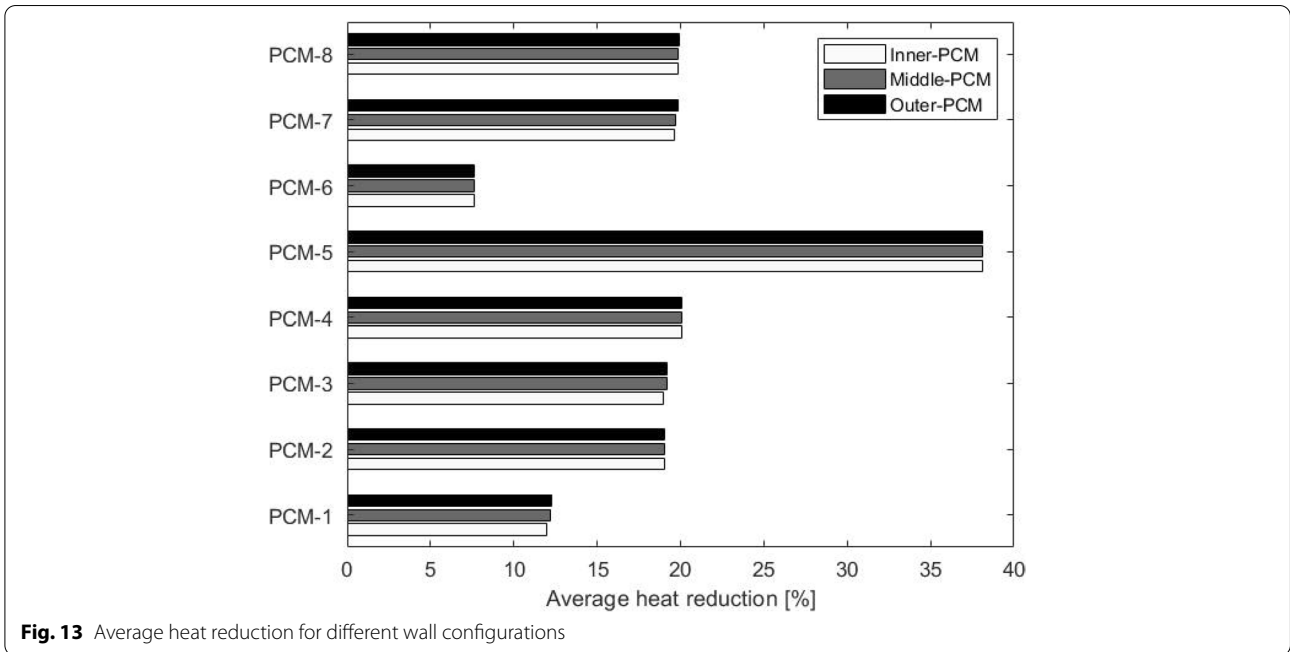 PCM-8
PCM-7
PCM-6
PCM-5
PCM-4
PCM-3
PCM-2
PCM-1
Inner-PCM
Middle-PCM
Outer-PCM
0 5 10 15 20 25 30 35 40
Average heat reduction [%]
Fig. 13 Average heat reduction for different wall configurations